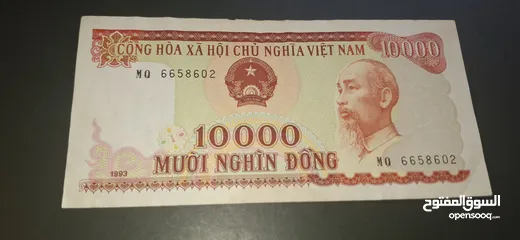 CỘNG HÒA XÃ HỘI CHỦ NGHĨA VIỆT NAM
10000
MQ 6658602
10000
MƯỜI NGHÌN ĐỒNG
MQ 6658602
1993
السوق المفتوح
opensooq.com